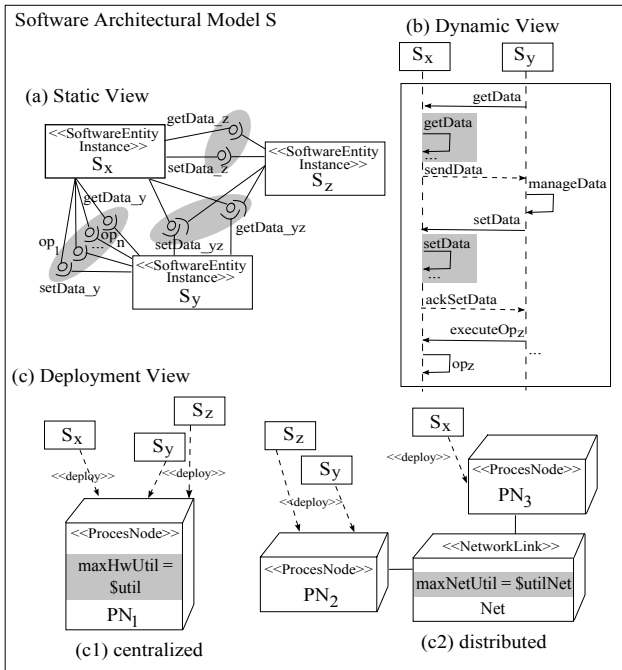 Software Architectural Model S
(a) Static View
getData_z
<<SoftwareEntity
Instance>>
Sx
setData_z
<<SoftwareEntity
Instance>>
Sz
getData_y
op1
...
opn
setData_y
setData_yz
getData_yz
<<SoftwareEntity
Instance>>
Sy
(b) Dynamic View
Sx
Sy
getData
getData
...
sendData
manageData
setData
setData
...
ackSetData
executeOpz
...
opz
(c) Deployment View
Sx
Sy
Sz
<<deploy>>
<<deploy>>
<<ProcesNode>>
maxHwUtil =
$util
PN1
(c1) centralized
Sz
Sy
<<deploy>>
<<deploy>>
<<ProcesNode>>
PN2
Sx
<<deploy>>
<<ProcesNode>>
PN3
<<NetworkLink>>
maxNetUtil = $utilNet
Net
(c2) distributed